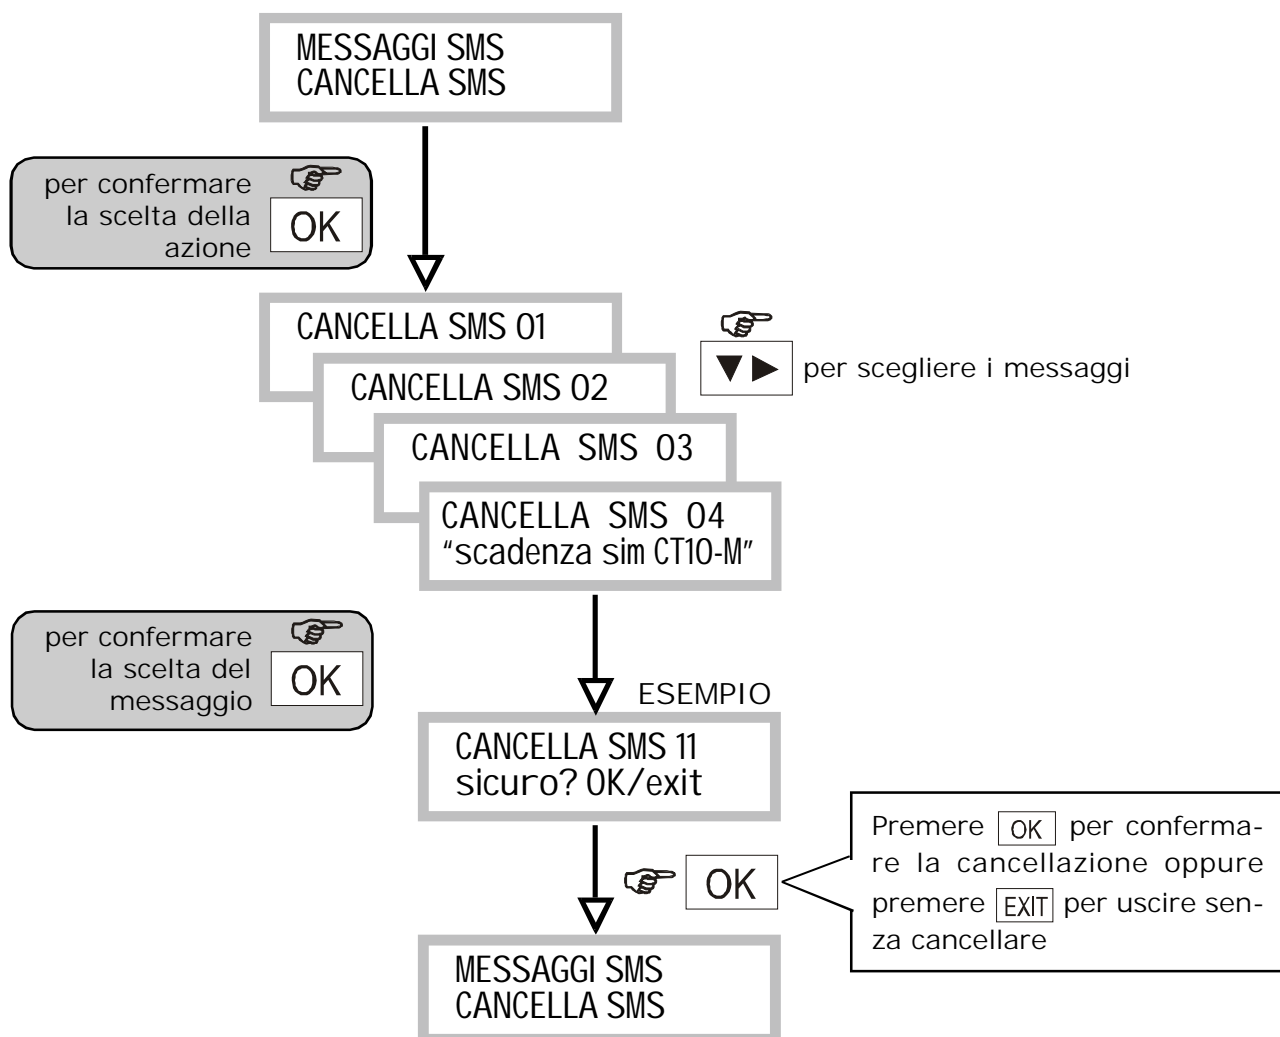 MESSAGGI SMS
CANCELLA SMS
per confermare
la scelta della
azione
OK
CANCELLA SMS 01
CANCELLA SMS 02
CANCELLA SMS 03
CANCELLA SMS 04
“scadenza sim CT10-M”
per scegliere i messaggi
per confermare
la scelta del
messaggio
OK
ESEMPIO
CANCELLA SMS 11
sicuro? OK/exit
OK
Premere OK per conferma-
re la cancellazione oppure
premere EXIT per uscire sen-
za cancellare
MESSAGGI SMS
CANCELLA SMS